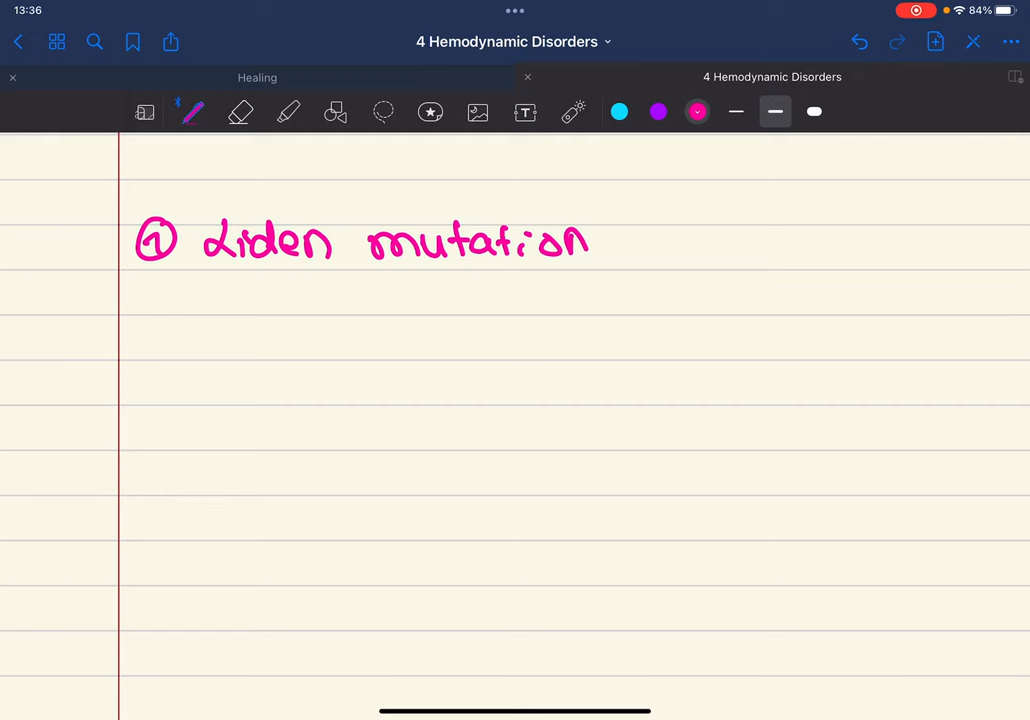 13:36
84%
4 Hemodynamic Disorders
Healing
4 Hemodynamic Disorders
T
① Liden mutation